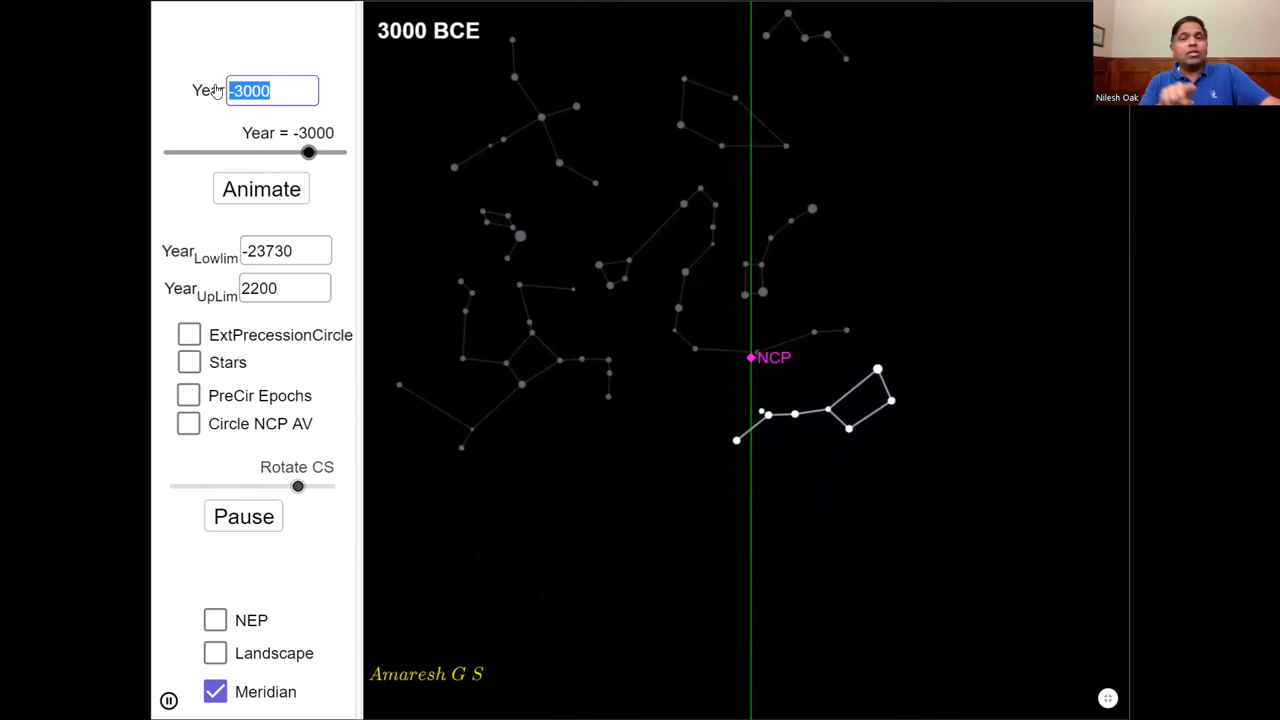 3000 BCE
Nilesh Oak
Year -3000
Year = -3000
Animate
YearLowlim -23730
YearUpLim 2200
ExtPrecessionCircle
Stars
PreCir Epochs
Circle NCP AV
Rotate CS
Pause
NEP
Landscape
Meridian
NCP
Amaresh G S